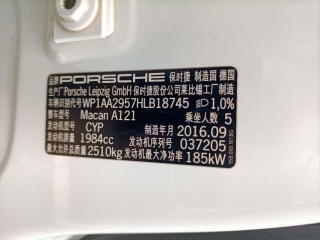 品牌 PORSCHE 保时捷 制造国 德国
生产厂 Porsche Leipzig GmbH 保时捷股份公司莱比锡工厂制造
车辆识别代号 WP1AA2957HLB18745 1,0%
整车型号 Macan A121 乘坐人数 5
发动机型号 CYP 制造年月 2016.09
发动机排量 1984cc 发动机序列号 037205
最大允许总质量 2510kg 发动机最大净功率 185kW